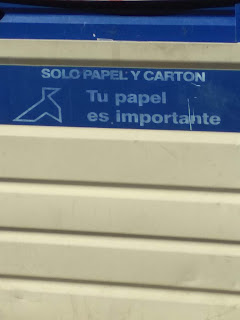 SOLO PAPEL Y CARTON
Tu papel
es importante